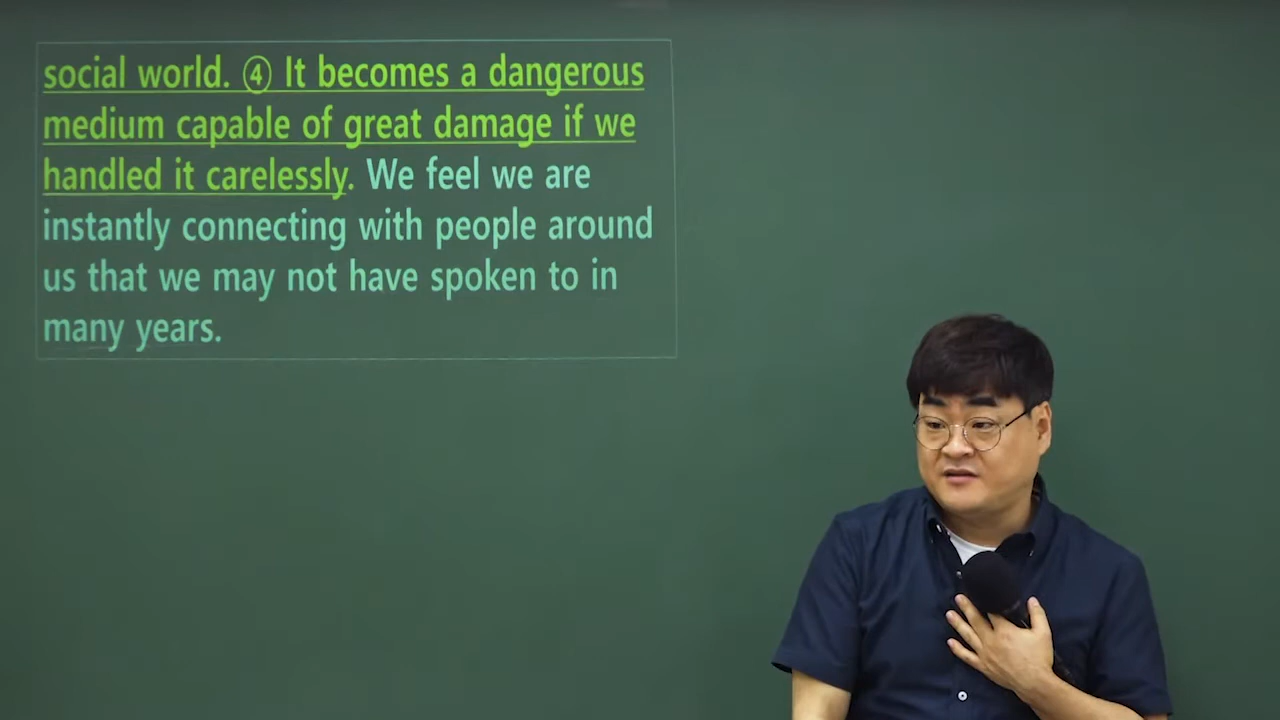 social world. ④ It becomes a dangerous
medium capable of great damage if we
handled it carelessly. We feel we are
instantly connecting with people around
us that we may not have spoken to in
many years.